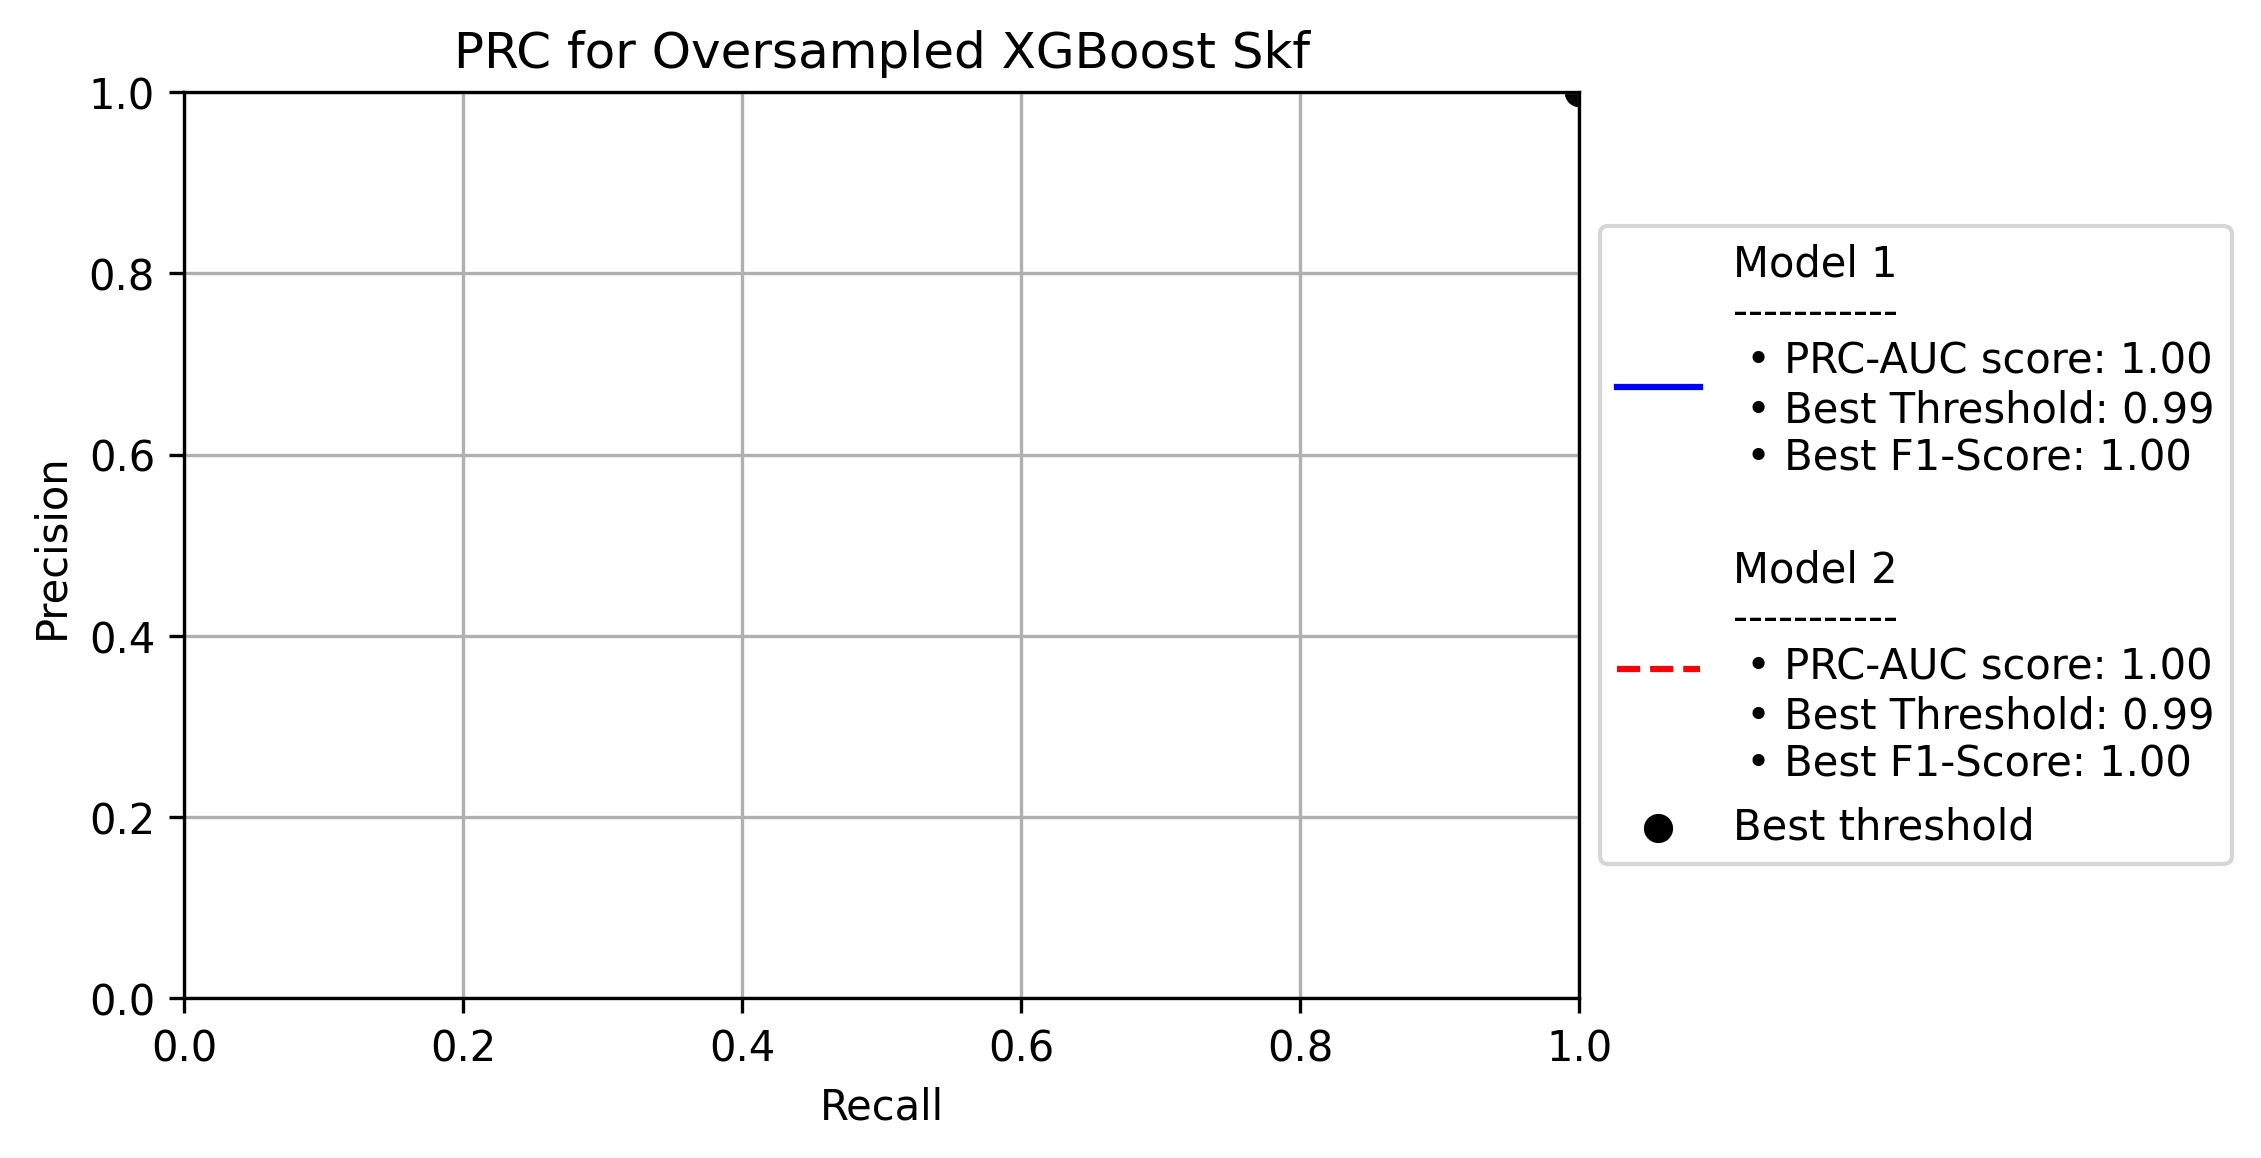 PRC for Oversampled XGBoost Skf
1.0
0.8
0.6
0.4
0.2
0.0
Precision
0.0 0.2 0.4 0.6 0.8 1.0
Recall
Model 1
-----------
• PRC-AUC score: 1.00
• Best Threshold: 0.99
• Best F1-Score: 1.00
Model 2
-----------
• PRC-AUC score: 1.00
• Best Threshold: 0.99
• Best F1-Score: 1.00
Best threshold